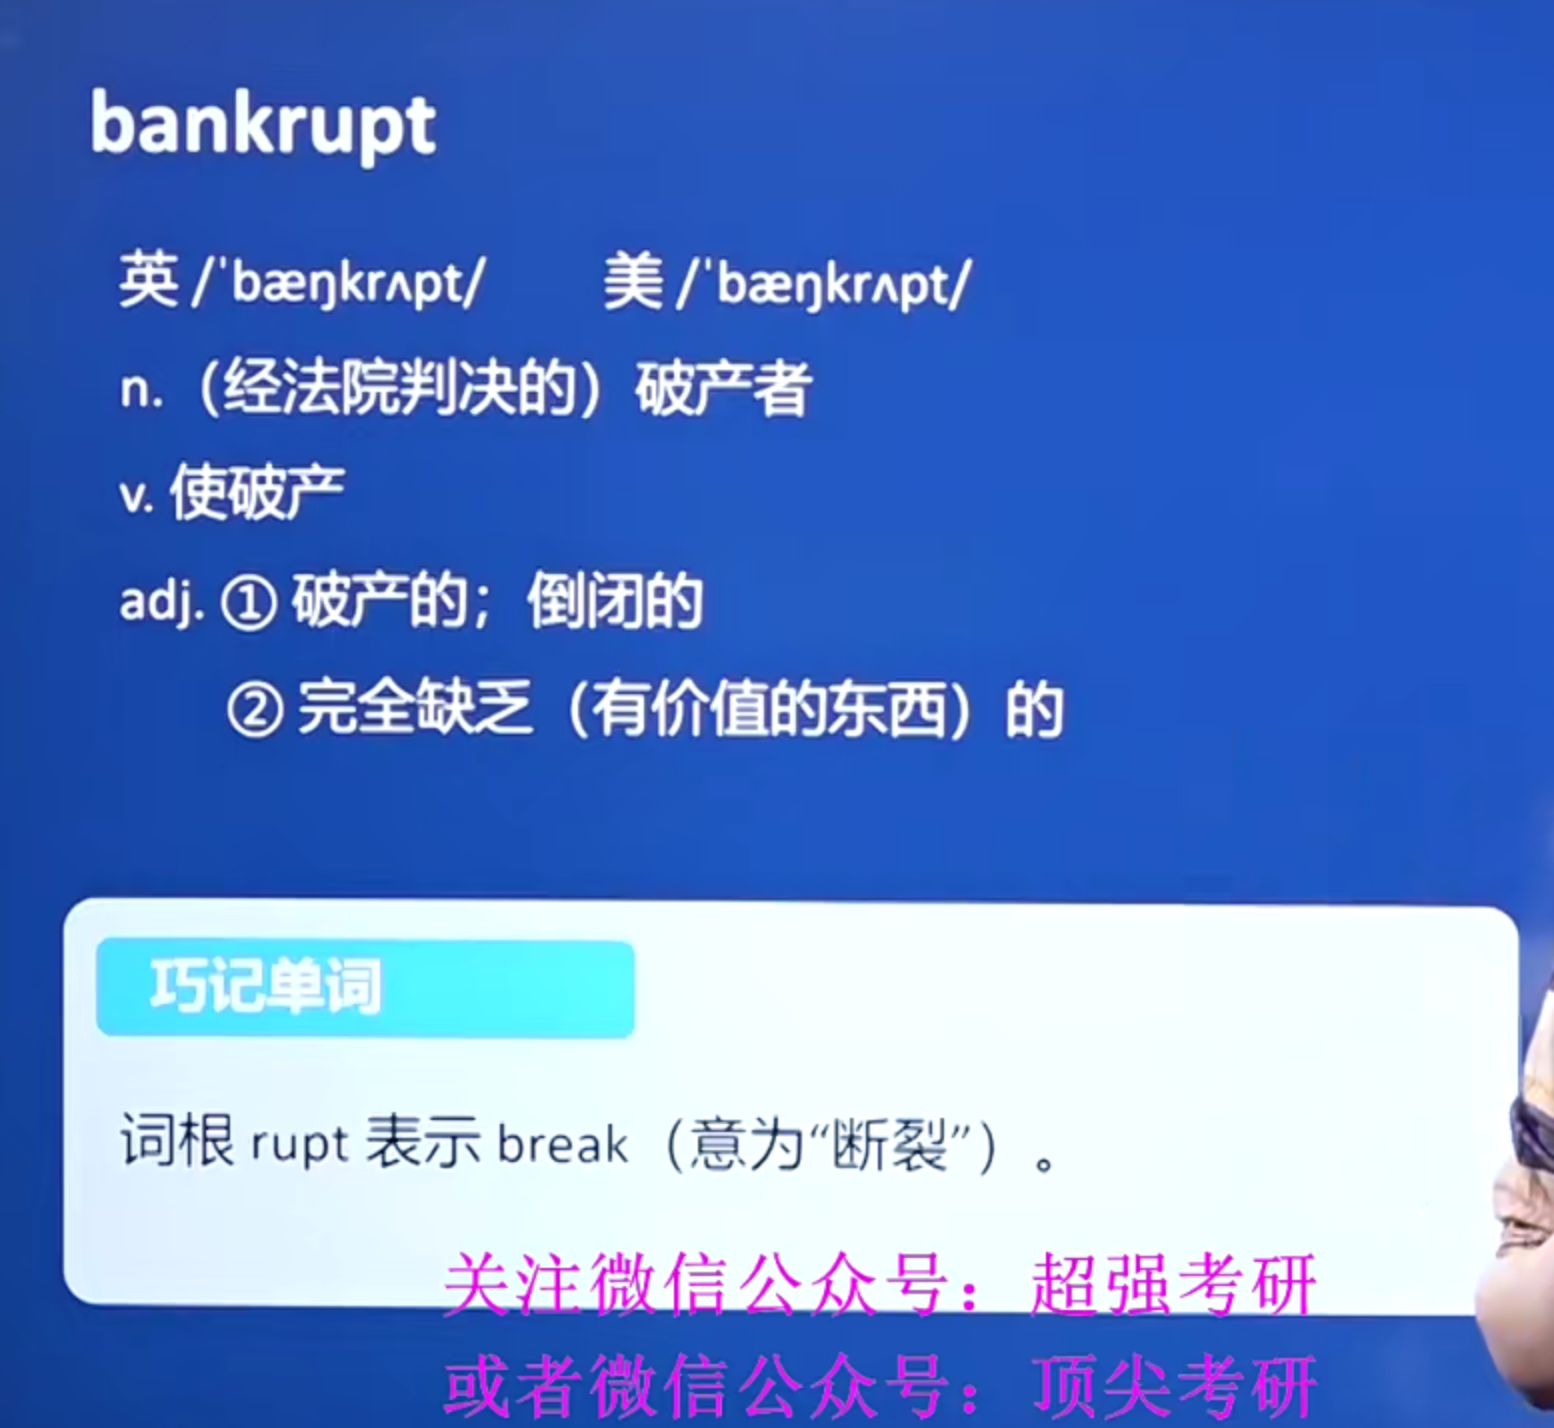 bankrupt
英 /ˈbæŋkrʌpt/ 美 /ˈbæŋkrʌpt/
n.（经法院判决的）破产者
v. 使破产
adj. ① 破产的；倒闭的
② 完全缺乏（有价值的东西）的
巧记单词
词根 rupt 表示 break（意为“断裂”）。
关注微信公众号：超强考研
或者微信公众号：顶尖考研